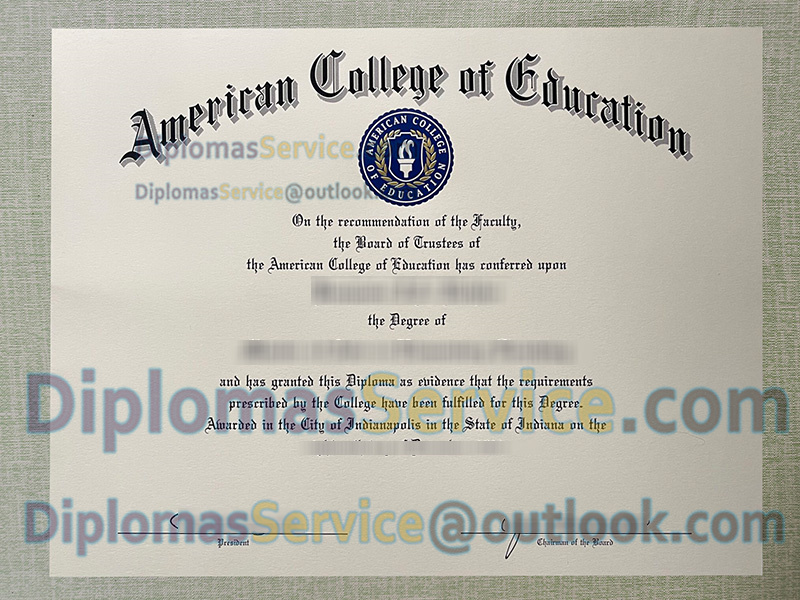 American College of Education
AMERICAN COLLEGE
OF EDUCATION
DiplomasService.
DiplomasService@outlook.
On the recommendation of the Faculty,
the Board of Trustees of
the American College of Education has conferred upon
the Degree of
and has granted this Diploma as evidence that the requirements
prescribed by the College have been fulfilled for this Degree.
DiplomasService.com
Awarded in the City of Indianapolis in the State of Indiana on the
DiplomasService@outlook.com
President
Chairman of the Board